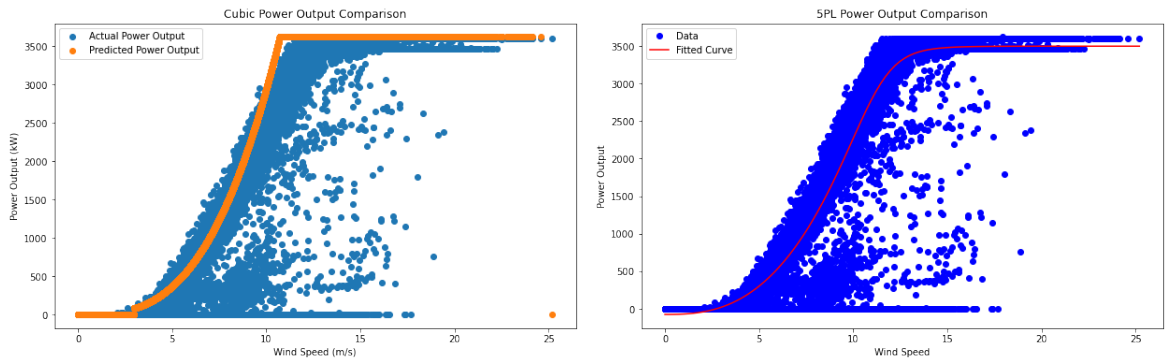 Cubic Power Output Comparison
Actual Power Output
Predicted Power Output
Power Output (kW)
3500
3000
2500
2000
1500
1000
500
0
0 5 10 15 20 25
Wind Speed (m/s)
5PL Power Output Comparison
Data
Fitted Curve
Power Output
3500
3000
2500
2000
1500
1000
500
0
0 5 10 15 20 25
Wind Speed